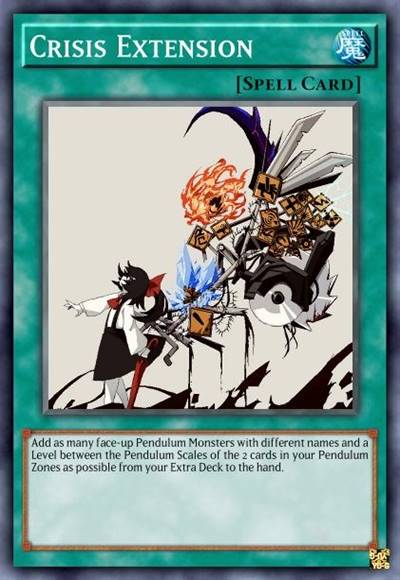 CRISIS EXTENSION
魔
[SPELL CARD]
Add as many face-up Pendulum Monsters with different names and a
Level between the Pendulum Scales of the 2 cards in your Pendulum
Zones as possible from your Extra Deck to the hand.